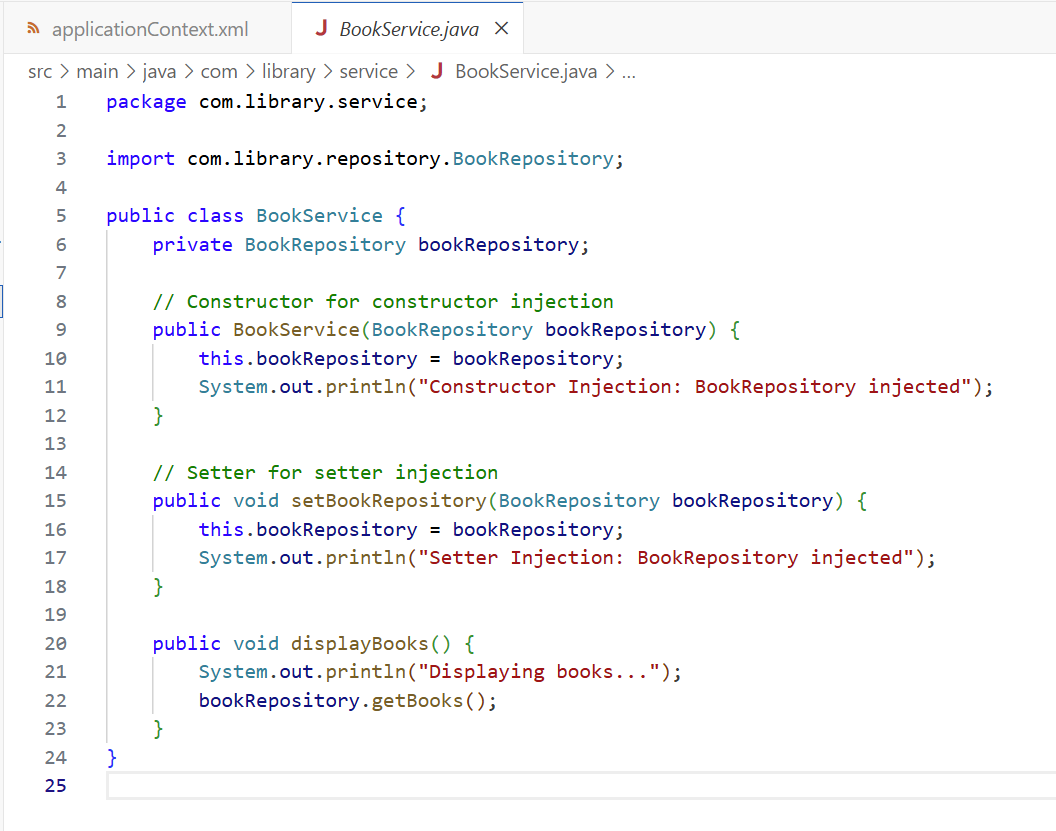 applicationContext.xml
J BookService.java ×
src > main > java > com > library > service > J BookService.java > ...
1 package com.library.service;
2
3 import com.library.repository.BookRepository;
4
5 public class BookService {
6     private BookRepository bookRepository;
7
8     // Constructor for constructor injection
9     public BookService(BookRepository bookRepository) {
10         this.bookRepository = bookRepository;
11         System.out.println("Constructor Injection: BookRepository injected");
12     }
13
14     // Setter for setter injection
15     public void setBookRepository(BookRepository bookRepository) {
16         this.bookRepository = bookRepository;
17         System.out.println("Setter Injection: BookRepository injected");
18     }
19
20     public void displayBooks() {
21         System.out.println("Displaying books...");
22         bookRepository.getBooks();
23     }
24 }
25